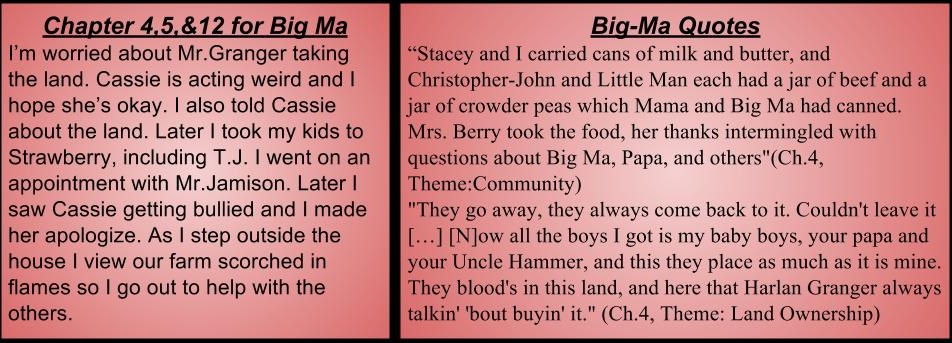 Chapter 4,5,&12 for Big Ma
I'm worried about Mr.Granger taking
the land. Cassie is acting weird and I
hope she's okay. I also told Cassie
about the land. Later I took my kids to
Strawberry, including T.J. I went on an
appointment with Mr.Jamison. Later I
saw Cassie getting bullied and I made
her apologize. As I step outside the
house I view our farm scorched in
flames so I go out to help with the
others.
Big-Ma Quotes
“Stacey and I carried cans of milk and butter, and
Christopher-John and Little Man each had a jar of beef and a
jar of crowder peas which Mama and Big Ma had canned.
Mrs. Berry took the food, her thanks intermingled with
questions about Big Ma, Papa, and others"(Ch.4,
Theme:Community)
"They go away, they always come back to it. Couldn't leave it
[…] [N]ow all the boys I got is my baby boys, your papa and
your Uncle Hammer, and this they place as much as it is mine.
They blood's in this land, and here that Harlan Granger always
talkin' 'bout buyin' it." (Ch.4, Theme: Land Ownership)